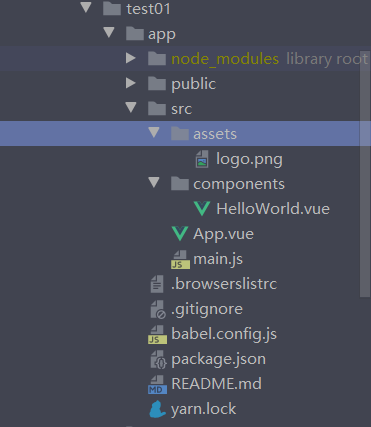 test01
app
node_modules library root
public
src
assets
logo.png
components
HelloWorld.vue
App.vue
main.js
.browserslistrc
.gitignore
babel.config.js
package.json
README.md
yarn.lock